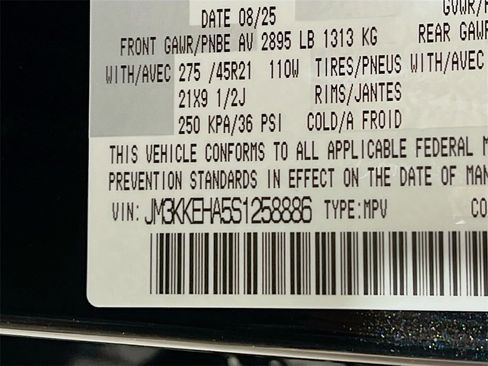 DATE 08/25
GVWR/P
FRONT GAWR/PNBE AV 2895 LB 1313 KG REAR GAWR
WITH/AVEC 275 /45R21 110W TIRES/PNEUS WITH/AVEC
21X9 1/2J RIMS/JANTES
250 KPA/36 PSI COLD/A FROID
THIS VEHICLE CONFORMS TO ALL APPLICABLE FEDERAL M
PREVENTION STANDARDS IN EFFECT ON THE DATE OF MAN
VIN: JM3KKEHA5S1258886 TYPE:MPV CO